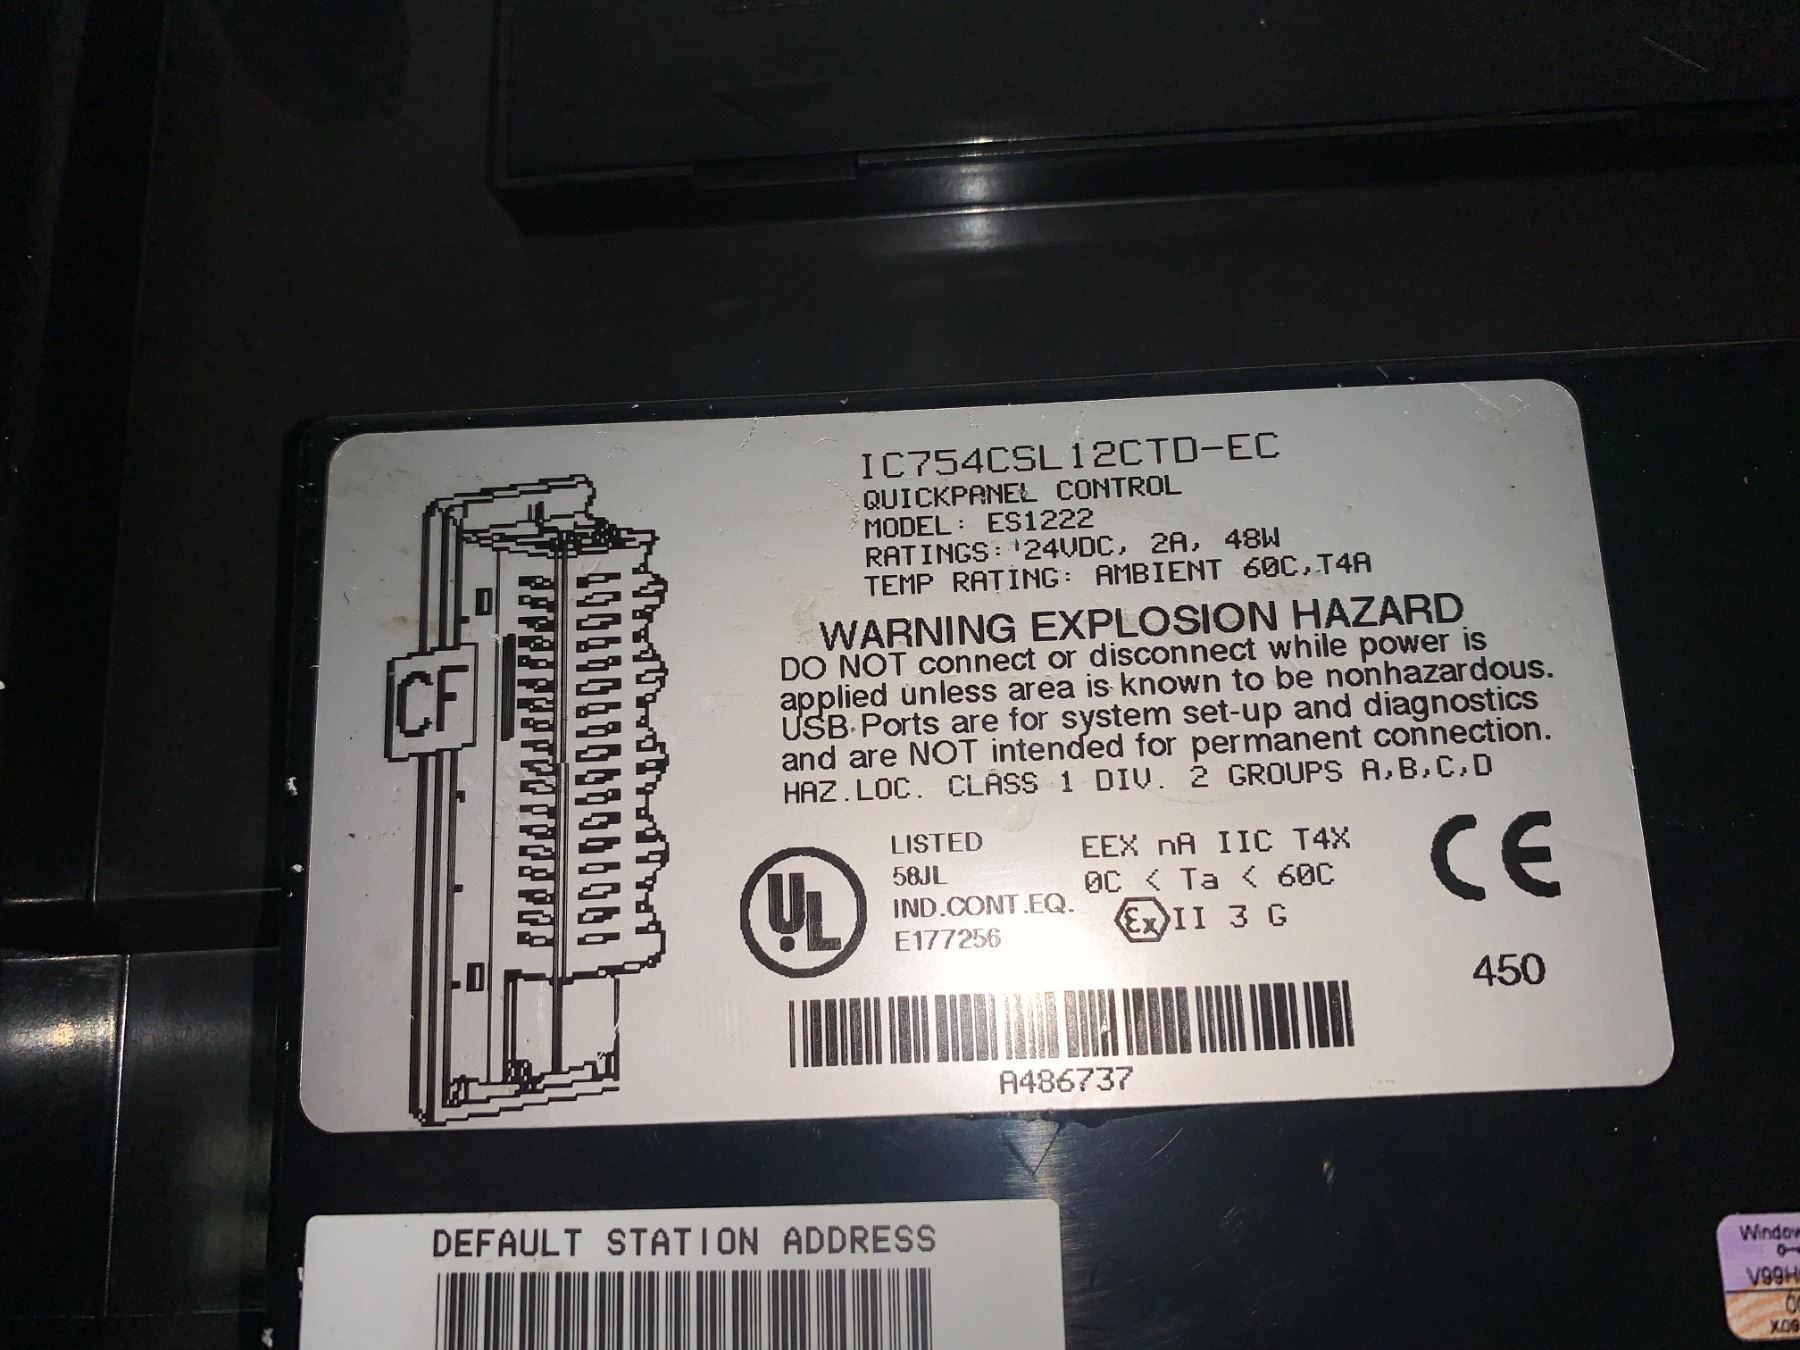 IC754CSL12CTD-EC
QUICKPANEL CONTROL
MODEL: ES1222
RATINGS: 24VDC, 2A, 48W
TEMP RATING: AMBIENT 60C, T4A
WARNING EXPLOSION HAZARD
DO NOT connect or disconnect while power is
applied unless area is known to be nonhazardous.
USB Ports are for system set-up and diagnostics
and are NOT intended for permanent connection.
HAZ.LOC. CLASS 1 DIV. 2 GROUPS A,B,C,D
CF
UL
LISTED
58JL
IND.CONT.EQ.
E177256
EEX nA IIC T4X
0C < Ta < 60C
Ex II 3 G
CE
450
A486737
DEFAULT STATION ADDRESS